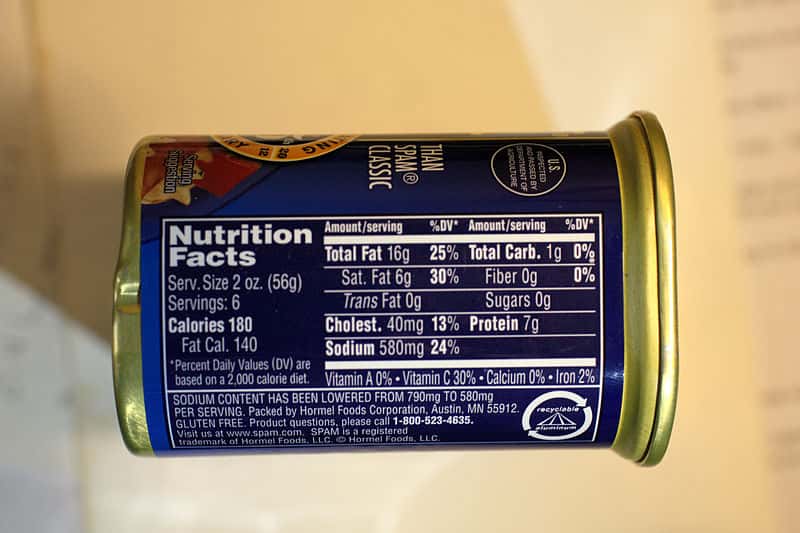 Serving
Suggestion
THAN
SPAM®
CLASSIC
U.S.
INSPECTED
AND PASSED BY
DEPARTMENT OF
AGRICULTURE
Nutrition
Facts
Serv. Size 2 oz. (56g)
Servings: 6
Calories 180
Fat Cal. 140
*Percent Daily Values (DV) are
based on a 2,000 calorie diet.
Amount/serving %DV* Amount/serving %DV*
Total Fat 16g 25% Total Carb. 1g 0%
Sat. Fat 6g 30% Fiber 0g 0%
Trans Fat 0g Sugars 0g
Cholest. 40mg 13% Protein 7g
Sodium 580mg 24%
Vitamin A 0% • Vitamin C 30% • Calcium 0% • Iron 2%
SODIUM CONTENT HAS BEEN LOWERED FROM 790mg TO 580mg
PER SERVING. Packed by Hormel Foods Corporation, Austin, MN 55912.
GLUTEN FREE. Product questions, please call 1-800-523-4635.
Visit us at www.spam.com. SPAM is a registered
trademark of Hormel Foods, LLC. © Hormel Foods, LLC.
recyclable
aluminum